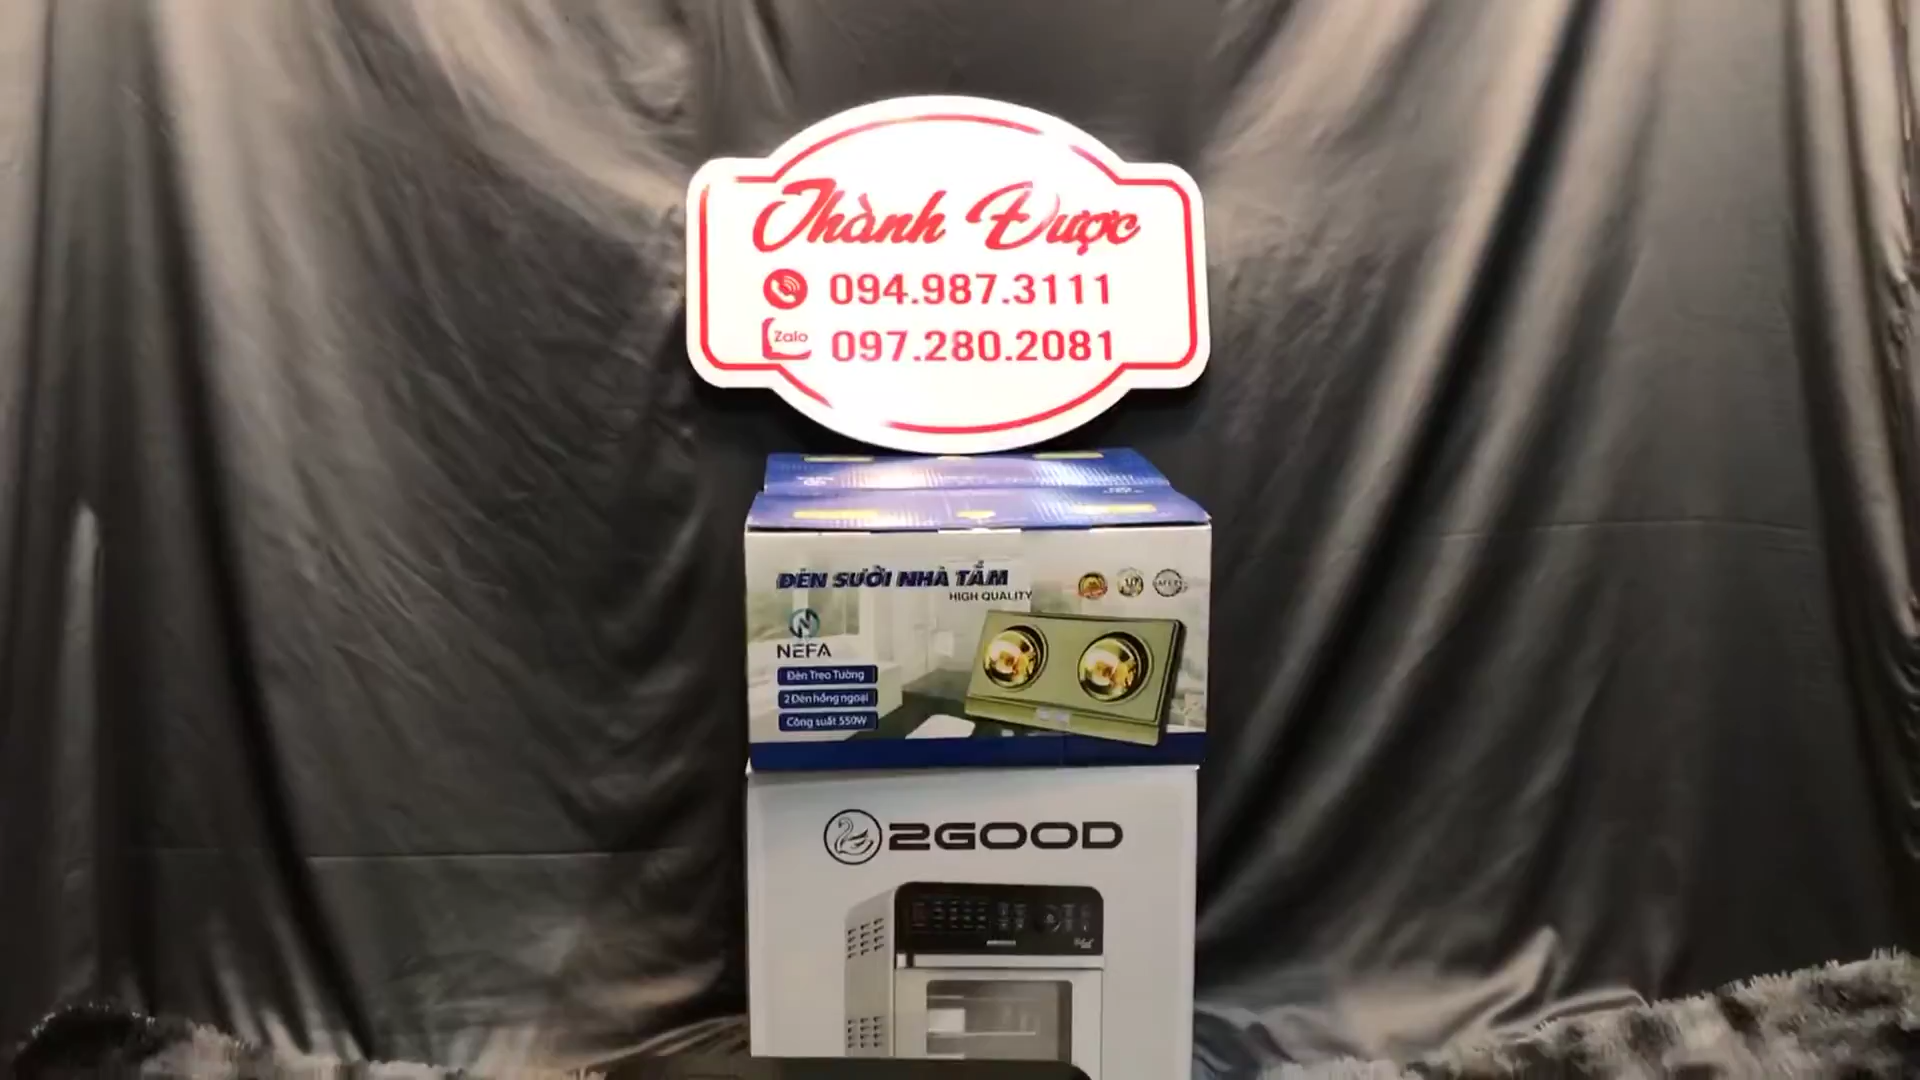 Thành Được
094.987.3111
Zalo
097.280.2081
ĐÈN SƯỞI NHÀ TẮM
HIGH QUALITY
NEFA
Đèn Treo Tường
2 Đèn hồng ngoại
Công suất 550W
2GOOD